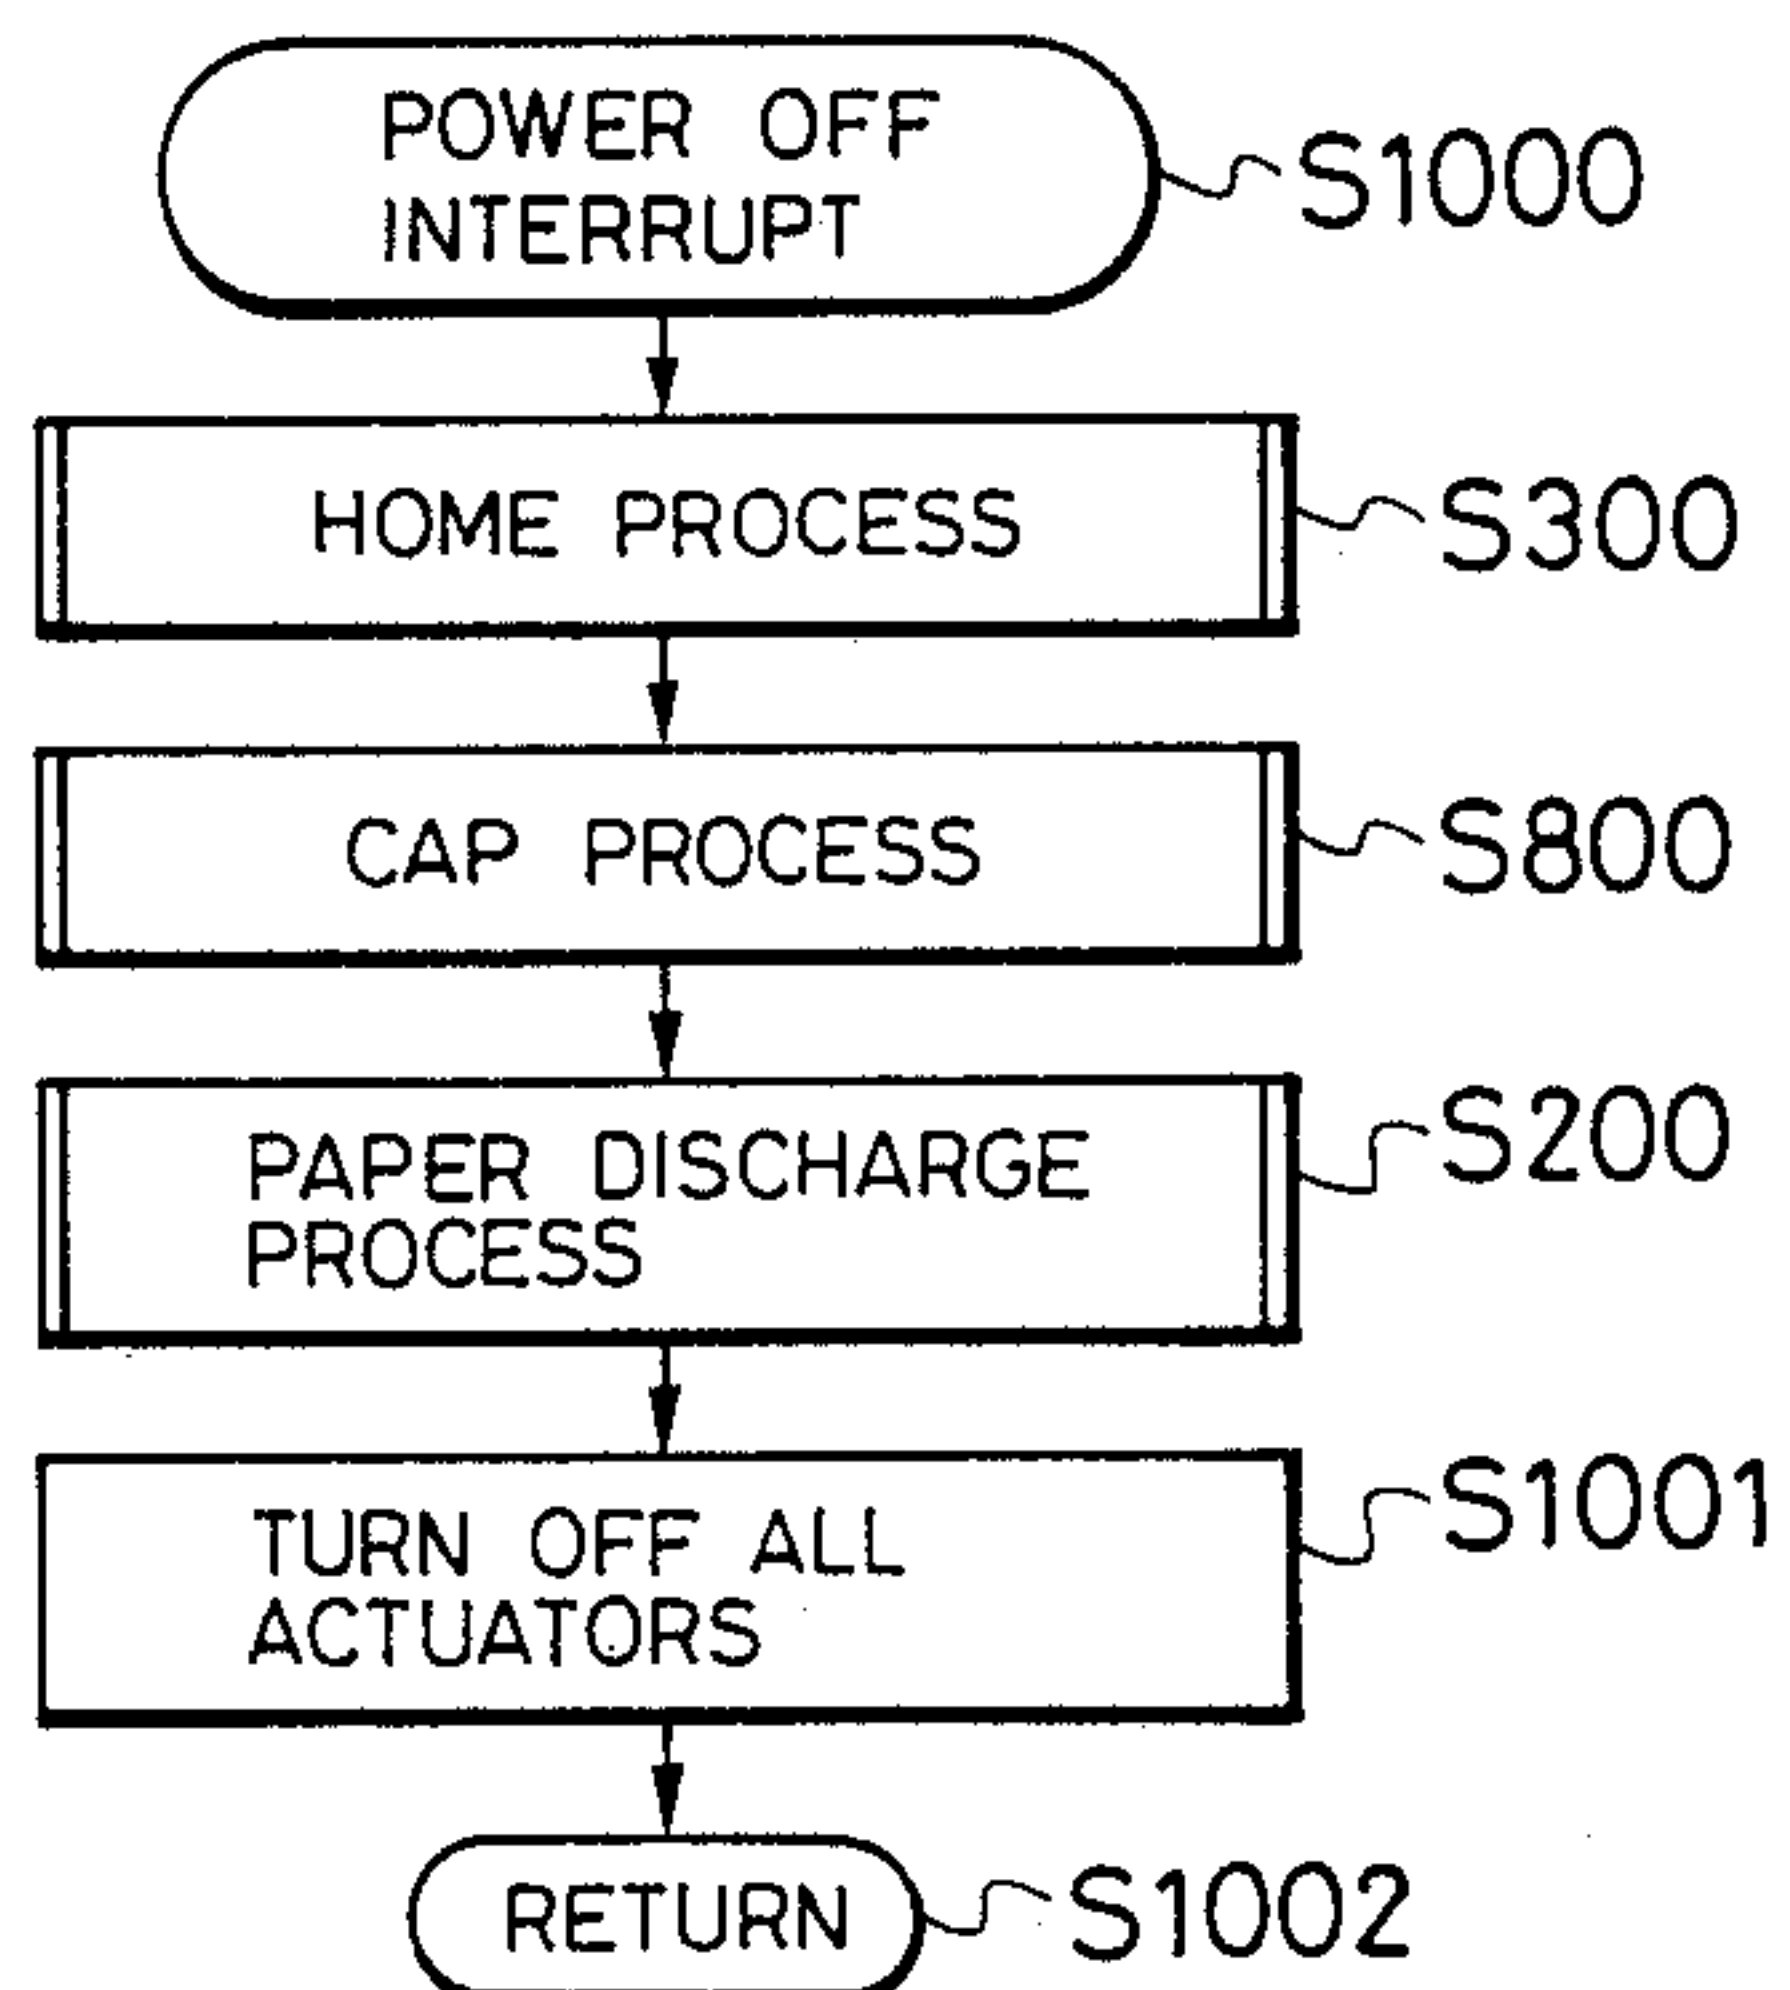 POWER OFF
INTERRUPT
S1000
HOME PROCESS
S300
CAP PROCESS
S800
PAPER DISCHARGE
PROCESS
S200
TURN OFF ALL
ACTUATORS
S1001
RETURN
S1002